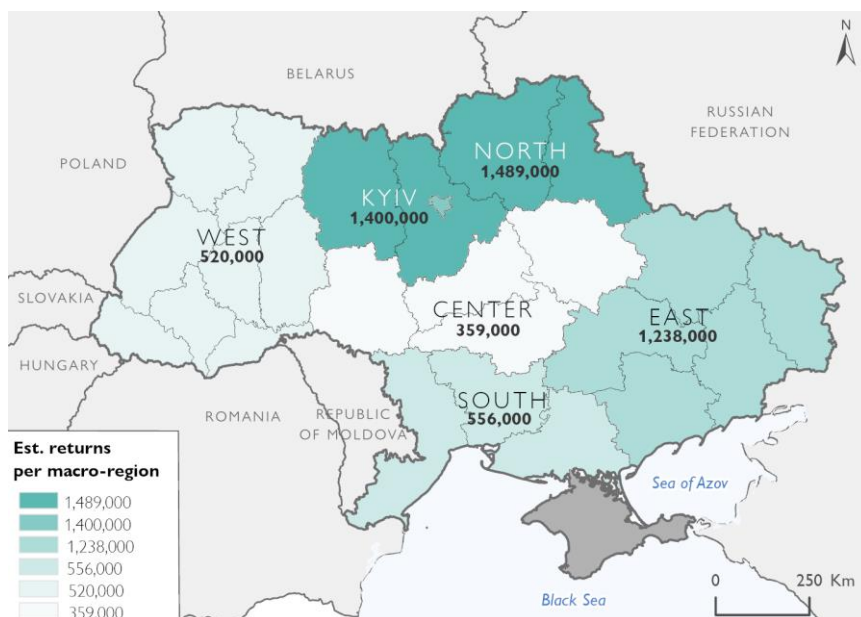 N
BELARUS
RUSSIAN
FEDERATION
POLAND
NORTH
1,489,000
KYIV
1,400,000
WEST
520,000
SLOVAKIA
CENTER
359,000
EAST
1,238,000
HUNGARY
ROMANIA
REPUBLIC
OF MOLDOVA
SOUTH
556,000
Est. returns
per macro-region
1,489,000
1,400,000
1,238,000
556,000
520,000
359,000
Sea of Azov
Black Sea
0 250 Km